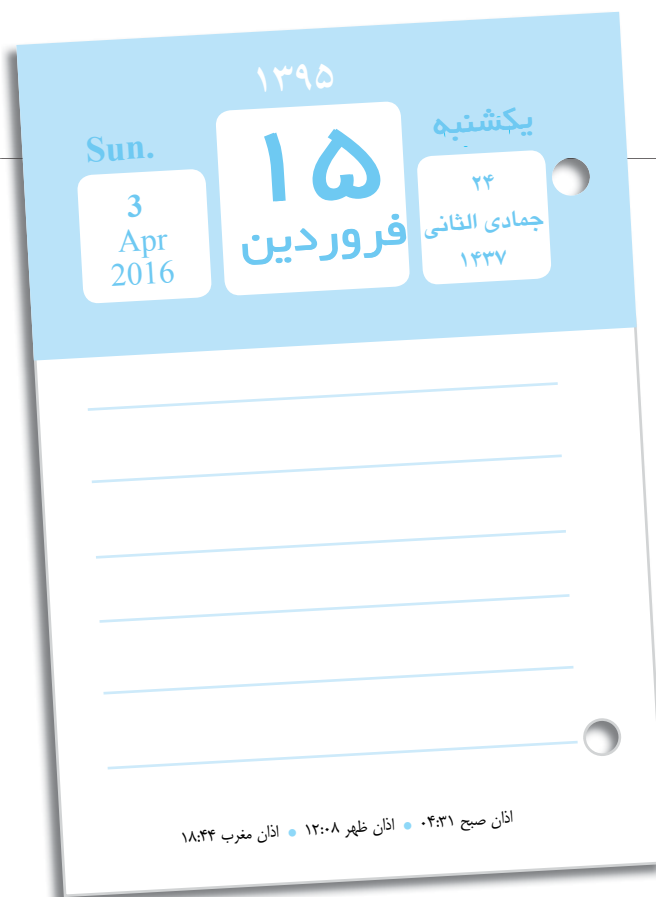 ۱۳۹۵
یکشنبه
۲۴
جمادی الثانی
۱۴۳۷
۱۵
فروردین
Sun.
3
Apr
2016
اذان صبح ۰۴:۳۱ • اذان ظهر ۱۲:۰۸ • اذان مغرب ۱۸:۴۴